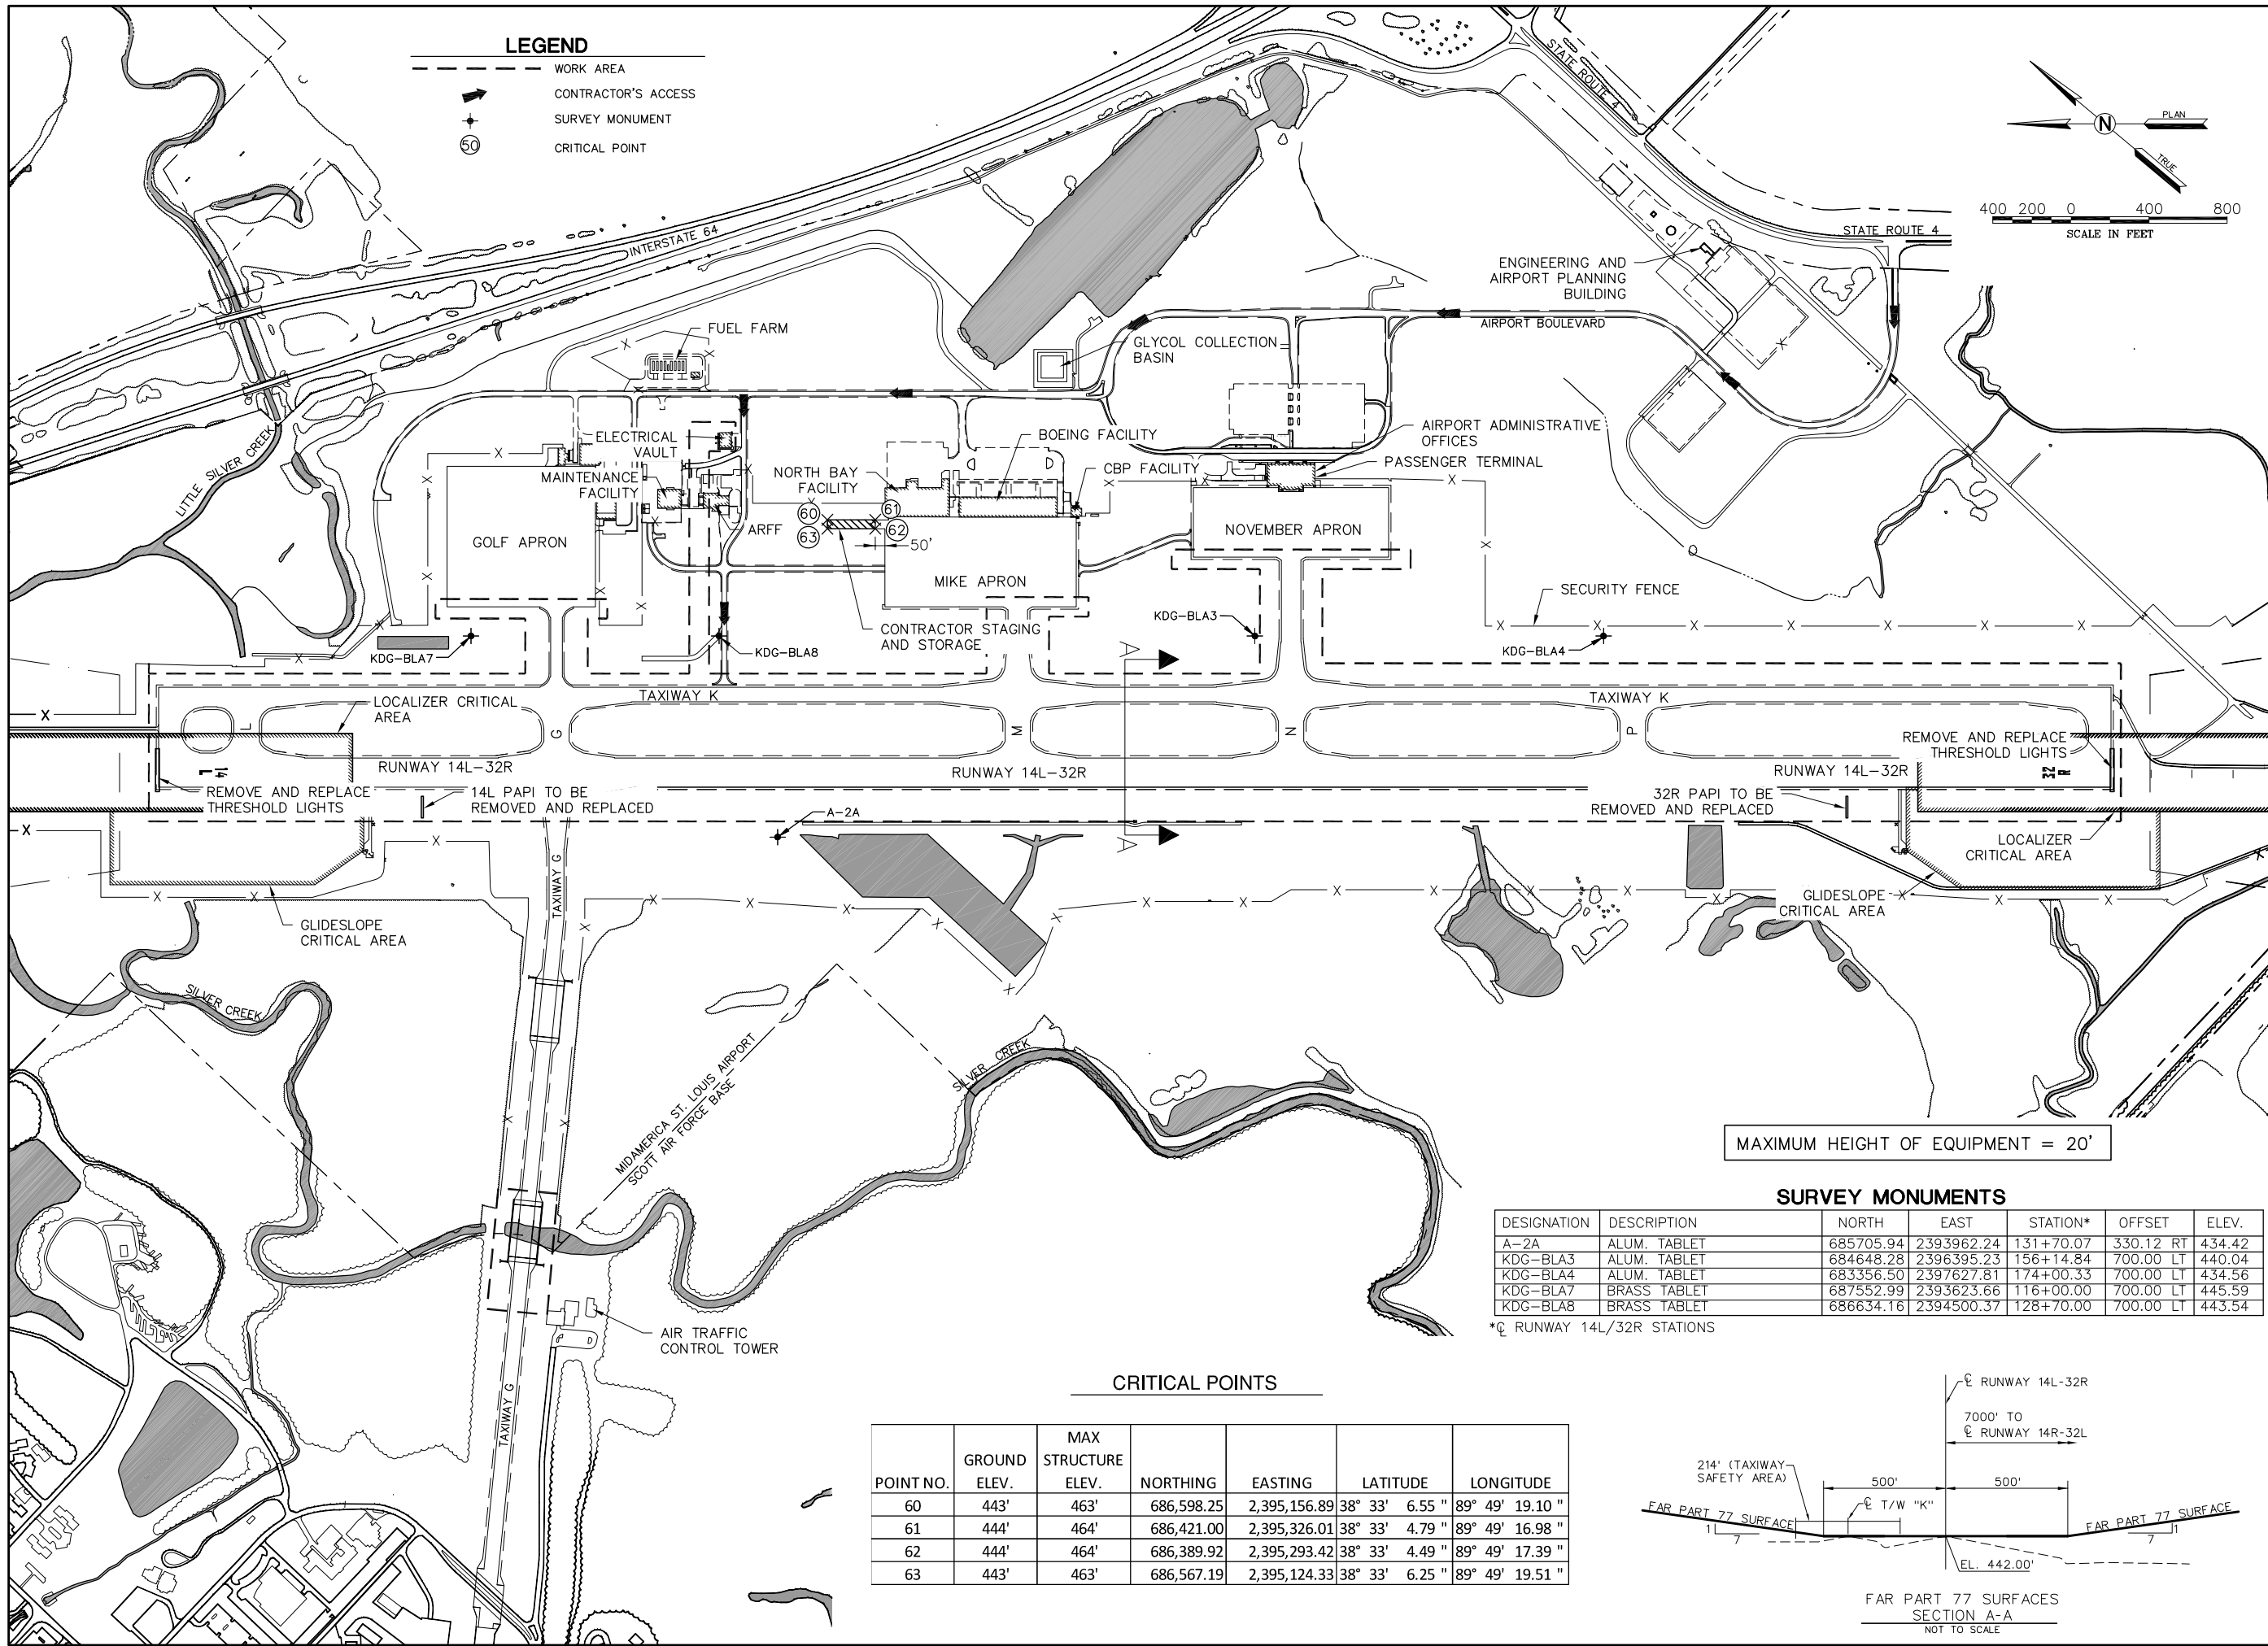 LEGEND
WORK AREA
CONTRACTOR'S ACCESS
SURVEY MONUMENT
50 CRITICAL POINT
INTERSTATE 64
STATE ROUTE 4
STATE ROUTE 4
N
PLAN
TRUE
400 200 0 400 800
SCALE IN FEET
ENGINEERING AND
AIRPORT PLANNING
BUILDING
AIRPORT BOULEVARD
FUEL FARM
GLYCOL COLLECTION
BASIN
LITTLE SILVER CREEK
ELECTRICAL
VAULT
MAINTENANCE
FACILITY
NORTH BAY
FACILITY
BOEING FACILITY
CBP FACILITY
AIRPORT ADMINISTRATIVE
OFFICES
PASSENGER TERMINAL
60
61
62
63
50'
ARFF
GOLF APRON
MIKE APRON
NOVEMBER APRON
CONTRACTOR STAGING
AND STORAGE
SECURITY FENCE
KDG-BLA7
KDG-BLA8
KDG-BLA3
KDG-BLA4
A
TAXIWAY K
TAXIWAY K
LOCALIZER CRITICAL
AREA
L
G
M
N
P
14
L
RUNWAY 14L-32R
RUNWAY 14L-32R
RUNWAY 14L-32R
32
R
REMOVE AND REPLACE
THRESHOLD LIGHTS
REMOVE AND REPLACE
THRESHOLD LIGHTS
14L PAPI TO BE
REMOVED AND REPLACED
32R PAPI TO BE
REMOVED AND REPLACED
A-2A
A
LOCALIZER
CRITICAL AREA
GLIDESLOPE
CRITICAL AREA
GLIDESLOPE
CRITICAL AREA
TAXIWAY G
SILVER CREEK
SILVER CREEK
MIDAMERICA ST. LOUIS AIRPORT
SCOTT AIR FORCE BASE
AIR TRAFFIC
CONTROL TOWER
TAXIWAY G
MAXIMUM HEIGHT OF EQUIPMENT = 20'
SURVEY MONUMENTS
DESIGNATION DESCRIPTION NORTH EAST STATION* OFFSET ELEV.
A-2A ALUM. TABLET 685705.94 2393962.24 131+70.07 330.12 RT 434.42
KDG-BLA3 ALUM. TABLET 684648.28 2396395.23 156+14.84 700.00 LT 440.04
KDG-BLA4 ALUM. TABLET 683356.50 2397627.81 174+00.33 700.00 LT 434.56
KDG-BLA7 BRASS TABLET 687552.99 2393623.66 116+00.00 700.00 LT 445.59
KDG-BLA8 BRASS TABLET 686634.16 2394500.37 128+70.00 700.00 LT 443.54
*℄ RUNWAY 14L/32R STATIONS
CRITICAL POINTS
POINT NO. GROUND ELEV. MAX STRUCTURE ELEV. NORTHING EASTING LATITUDE LONGITUDE
60 443' 463' 686,598.25 2,395,156.89 38° 33' 6.55 " 89° 49' 19.10 "
61 444' 464' 686,421.00 2,395,326.01 38° 33' 4.79 " 89° 49' 16.98 "
62 444' 464' 686,389.92 2,395,293.42 38° 33' 4.49 " 89° 49' 17.39 "
63 443' 463' 686,567.19 2,395,124.33 38° 33' 6.25 " 89° 49' 19.51 "
℄ RUNWAY 14L-32R
7000' TO
℄ RUNWAY 14R-32L
214' (TAXIWAY
SAFETY AREA)
500' 500'
℄ T/W "K"
FAR PART 77 SURFACE
FAR PART 77 SURFACE
1
7
1
7
EL. 442.00'
FAR PART 77 SURFACES
SECTION A-A
NOT TO SCALE